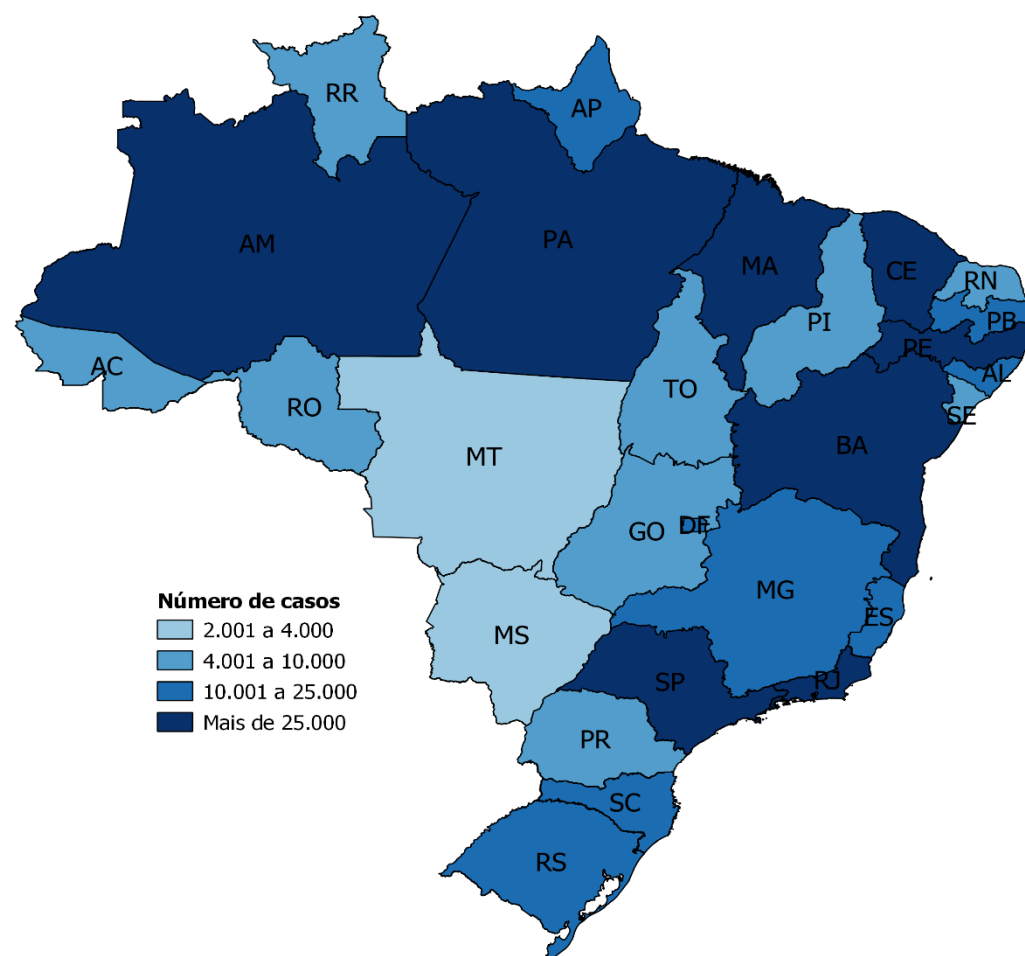 RR
AP
AM
PA
MA
CE
RN
PI
PB
PE
AC
AL
TO
RO
SE
BA
MT
GO
DF
MG
Número de casos
ES
2.001 a 4.000
MS
4.001 a 10.000
10.001 a 25.000
SP
RJ
Mais de 25.000
PR
SC
RS